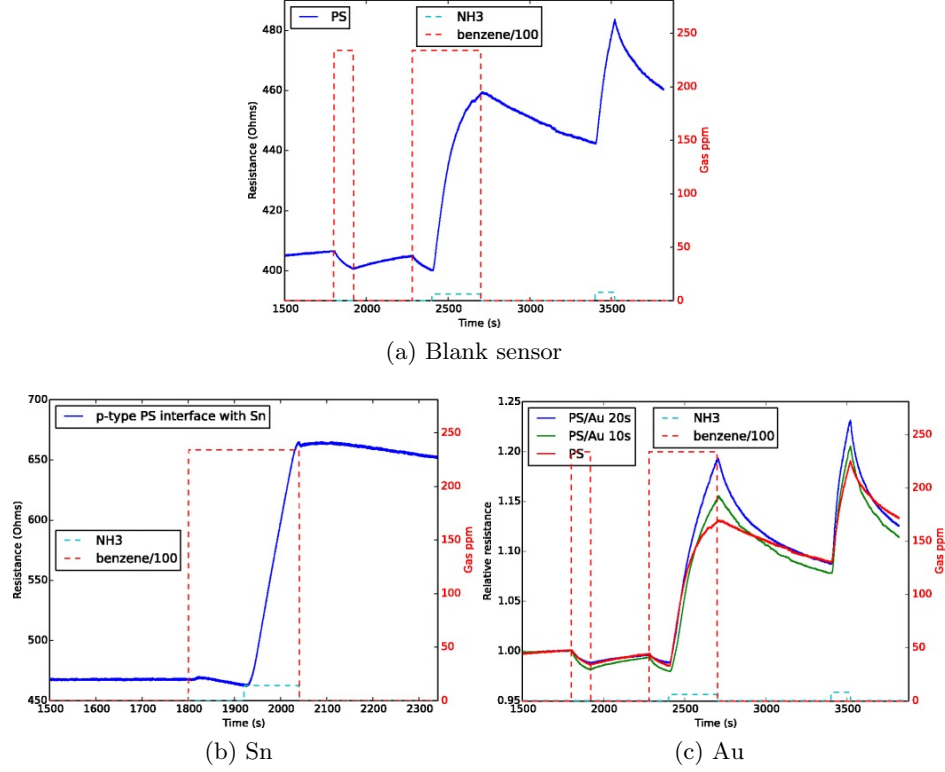 PS
NH3
benzene/100
480
460
440
420
400
Resistance (Ohms)
250
200
150
100
50
0
Gas ppm
1500 2000 2500 3000 3500
Time (s)
(a) Blank sensor
700
650
600
550
500
450
Resistance (Ohms)
p-type PS interface with Sn
NH3
benzene/100
250
200
150
100
50
0
Gas ppm
1500 1600 1700 1800 1900 2000 2100 2200 2300
Time (s)
(b) Sn
1.25
1.20
1.15
1.10
1.05
1.00
0.95
Relative resistance
PS/Au 20s
PS/Au 10s
PS
NH3
benzene/100
250
200
150
100
50
0
Gas ppm
1500 2000 2500 3000 3500
Time (s)
(c) Au